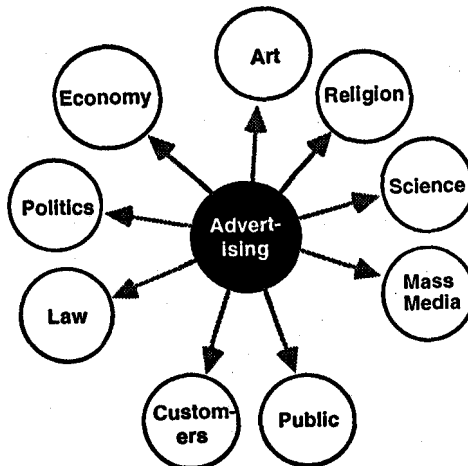 Art
Religion
Economy
Science
Politics
Advert-
ising
Mass
Media
Law
Custom-
ers
Public